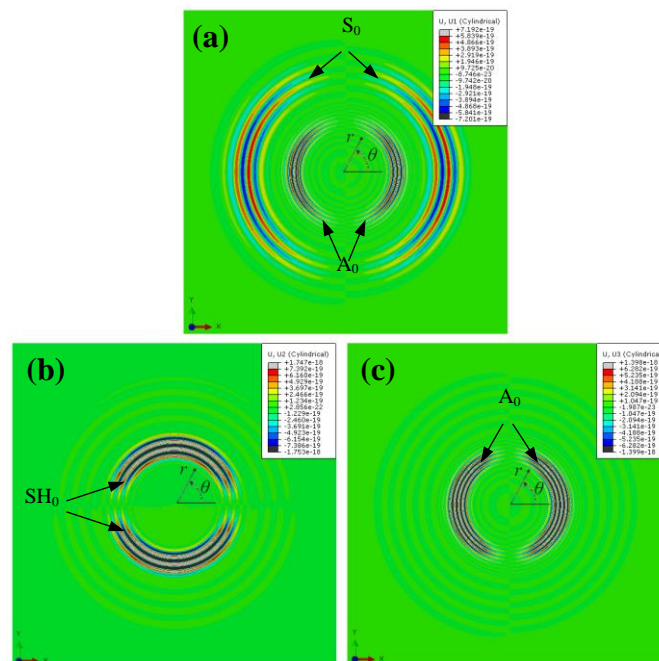 (a)
S₀
U, U1 (Cylindrical)
+7.192e-19
+5.839e-19
+4.866e-19
+3.893e-19
+2.919e-19
+1.946e-19
+9.725e-20
-8.746e-23
-9.742e-20
-1.948e-19
-2.921e-19
-3.894e-19
-4.868e-19
-5.841e-19
-7.201e-19
r
θ
A₀
Y
X
(b)
U, U2 (Cylindrical)
+1.747e-18
+7.392e-19
+6.160e-19
+4.929e-19
+3.697e-19
+2.466e-19
+1.234e-19
+2.856e-22
-1.229e-19
-2.460e-19
-3.691e-19
-4.923e-19
-6.154e-19
-7.386e-19
-1.753e-18
SH₀
r
θ
Y
X
(c)
U, U3 (Cylindrical)
+1.398e-18
+6.282e-19
+5.235e-19
+4.188e-19
+3.141e-19
+2.094e-19
+1.047e-19
-1.987e-23
-1.047e-19
-2.094e-19
-3.141e-19
-4.188e-19
-5.235e-19
-6.282e-19
-1.399e-18
A₀
r
θ
Y
X